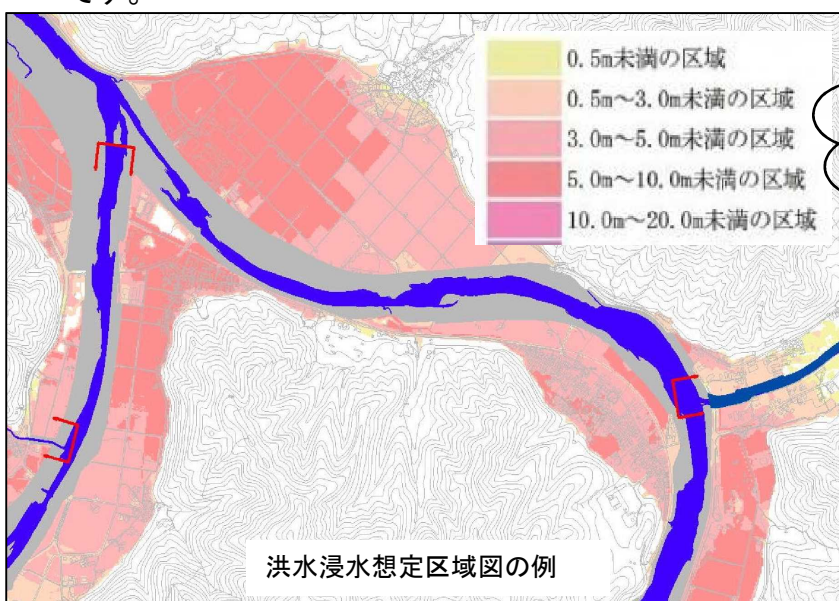 です。
0.5m未満の区域
0.5m～3.0m未満の区域
3.0m～5.0m未満の区域
5.0m～10.0m未満の区域
10.0m～20.0m未満の区域
洪水浸水想定区域図の例